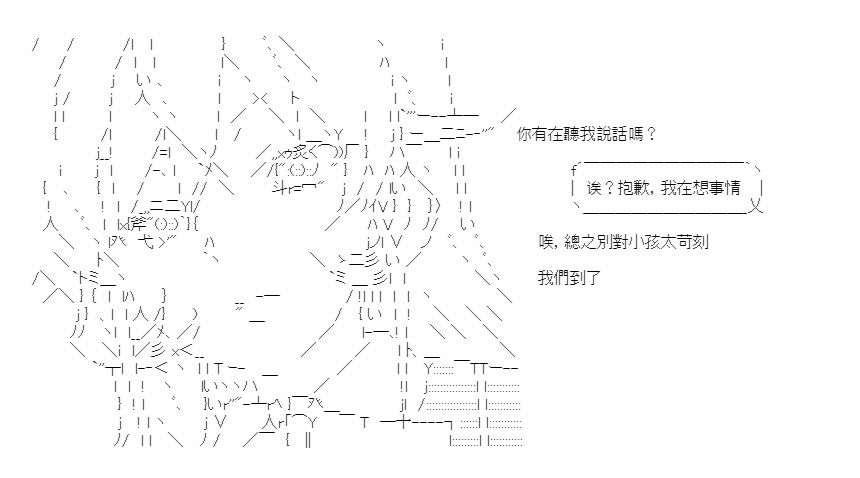 你有在聽我說話嗎？
诶？抱歉，我在想事情
唉，總之別對小孩太苛刻
我們到了